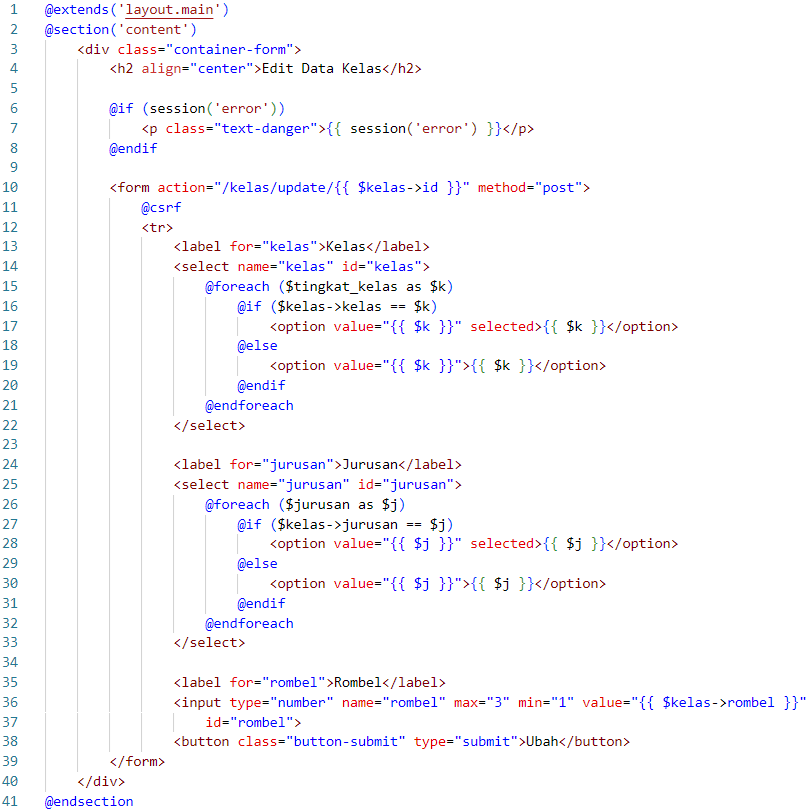 1 @extends('layout.main')
2 @section('content')
3     <div class="container-form">
4         <h2 align="center">Edit Data Kelas</h2>
5
6         @if (session('error'))
7             <p class="text-danger">{{ session('error') }}</p>
8         @endif
9
10         <form action="/kelas/update/{{ $kelas->id }}" method="post">
11             @csrf
12             <tr>
13                 <label for="kelas">Kelas</label>
14                 <select name="kelas" id="kelas">
15                     @foreach ($tingkat_kelas as $k)
16                         @if ($kelas->kelas == $k)
17                             <option value="{{ $k }}" selected>{{ $k }}</option>
18                         @else
19                             <option value="{{ $k }}">{{ $k }}</option>
20                         @endif
21                     @endforeach
22                 </select>
23
24                 <label for="jurusan">Jurusan</label>
25                 <select name="jurusan" id="jurusan">
26                     @foreach ($jurusan as $j)
27                         @if ($kelas->jurusan == $j)
28                             <option value="{{ $j }}" selected>{{ $j }}</option>
29                         @else
30                             <option value="{{ $j }}">{{ $j }}</option>
31                         @endif
32                     @endforeach
33                 </select>
34
35                 <label for="rombel">Rombel</label>
36                 <input type="number" name="rombel" max="3" min="1" value="{{ $kelas->rombel }}"
37                     id="rombel">
38                 <button class="button-submit" type="submit">Ubah</button>
39         </form>
40     </div>
41 @endsection